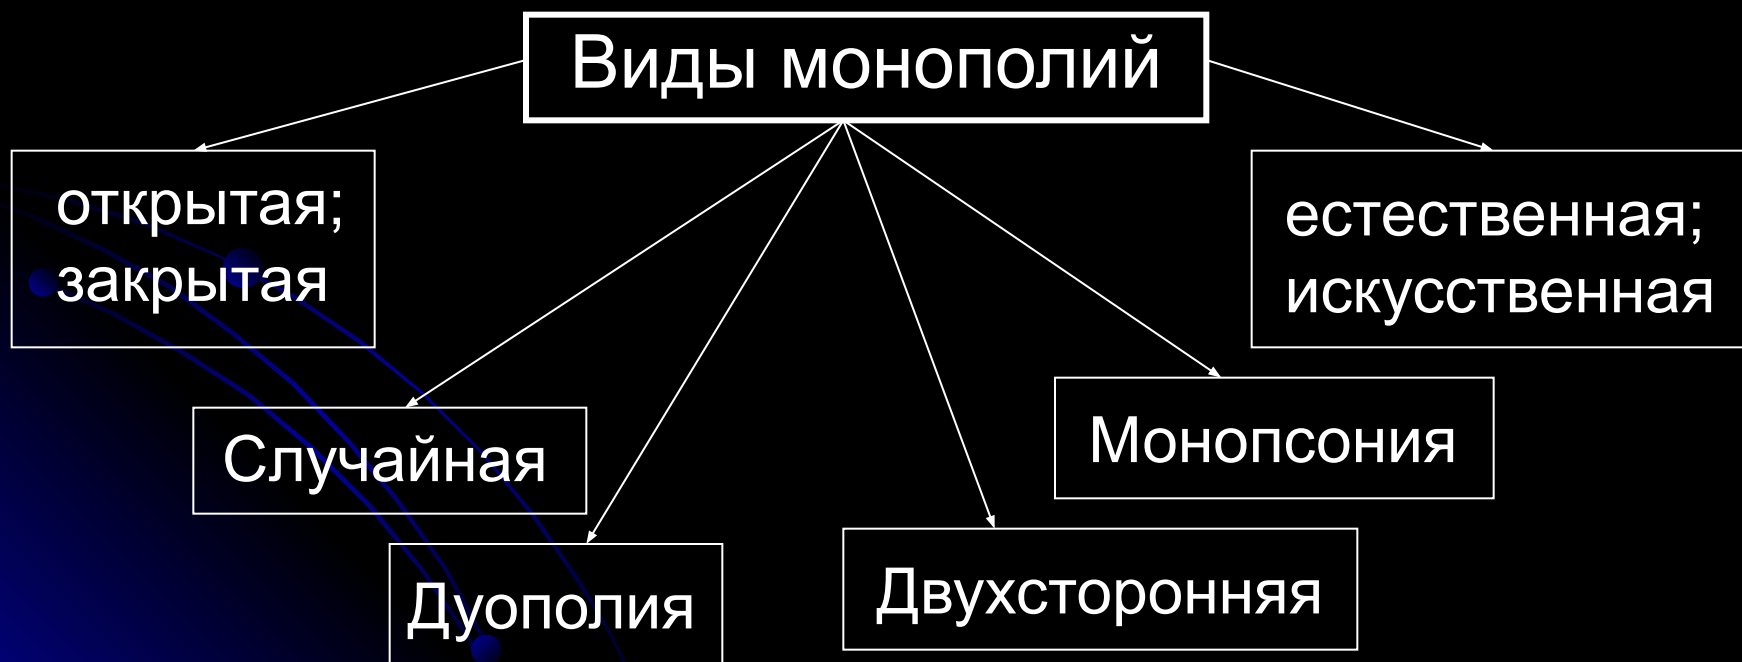 Виды монополий
открытая;
закрытая
естественная;
искусственная
Случайная
Монопсония
Дуополия
Двухсторонняя